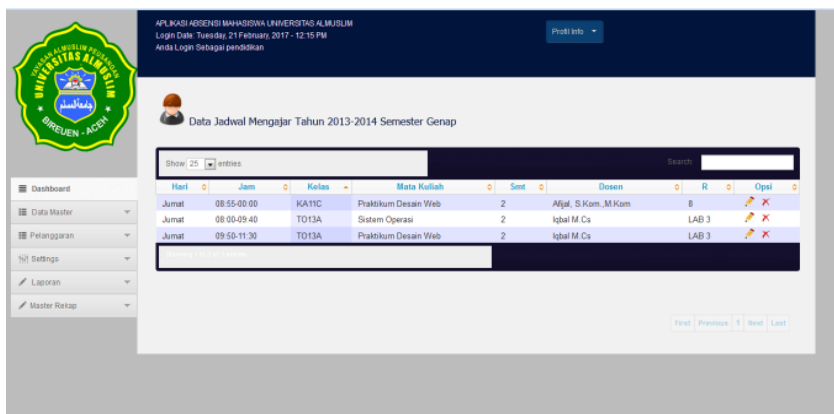 APLIKASI ABSENSI MAHASISWA UNIVERSITAS ALMUSLIM
Login Date: Tuesday, 21 February, 2017 - 12:15 PM
Anda Login Sebagai pendidikan
Profil Info
YAYASAN ALMUSLIM PEUSANGAN
UNIVERSITAS ALMUSLIM
BIREUEN - ACEH
Data Jadwal Mengajar Tahun 2013-2014 Semester Genap
Show 25 entries
Search:
Dashboard
Data Master
Pelanggaran
Settings
Laporan
Master Rekap
Hari Jam Kelas Mata Kuliah Smt Dosen R Opsi
Jumat 08:55-00:00 KA11C Praktikum Desain Web 2 Afijal, S.Kom.,M.Kom 8
Jumat 08:00-09:40 TO13A Sistem Operasi 2 Iqbal M.Cs LAB 3
Jumat 09:50-11:30 TO13A Praktikum Desain Web 2 Iqbal M.Cs LAB 3
First Previous 1 Next Last